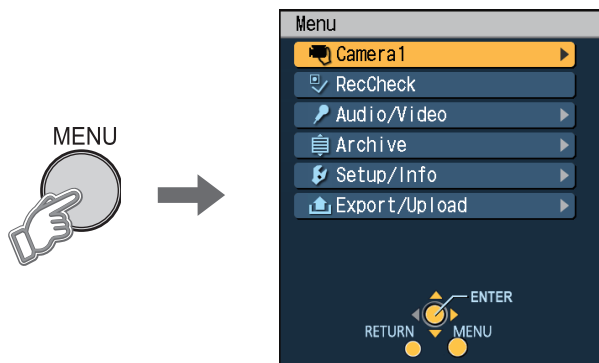 MENU
Menu
Camera1
RecCheck
Audio/Video
Archive
Setup/Info
Export/Upload
ENTER
RETURN
MENU